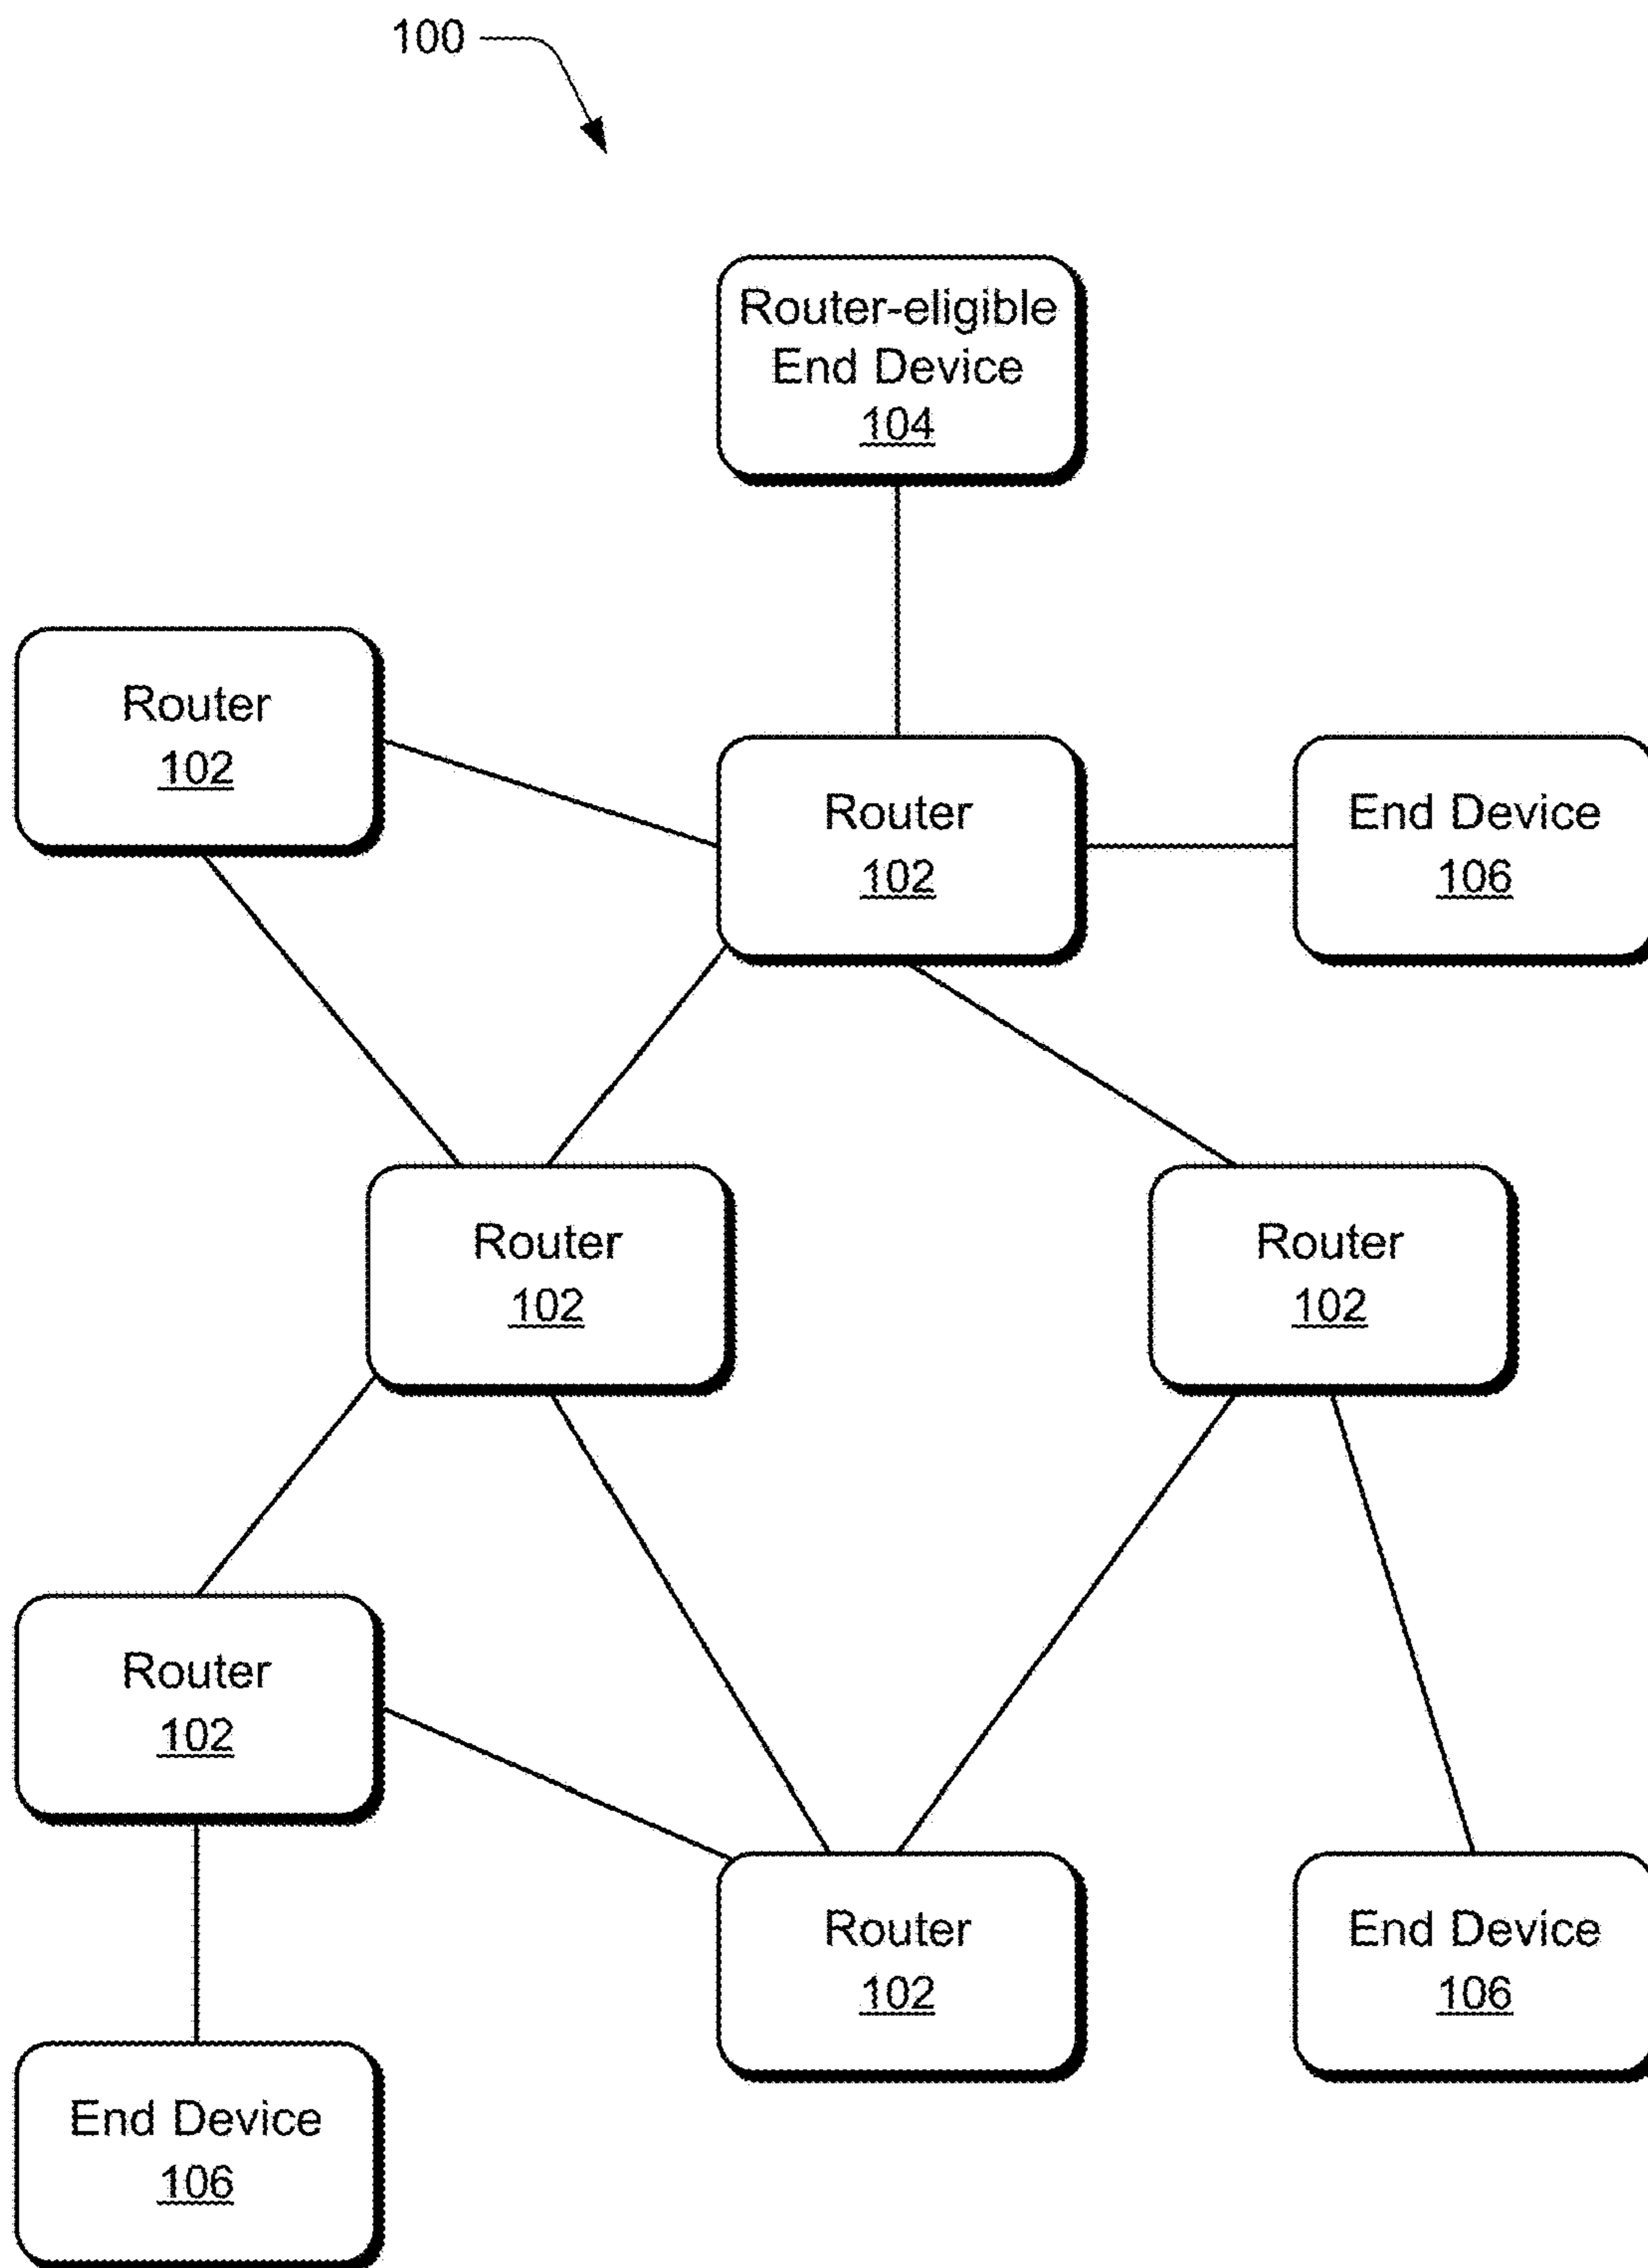 100
Router-eligible
End Device
104
Router
102
Router
102
End Device
106
Router
102
Router
102
Router
102
Router
102
End Device
106
End Device
106